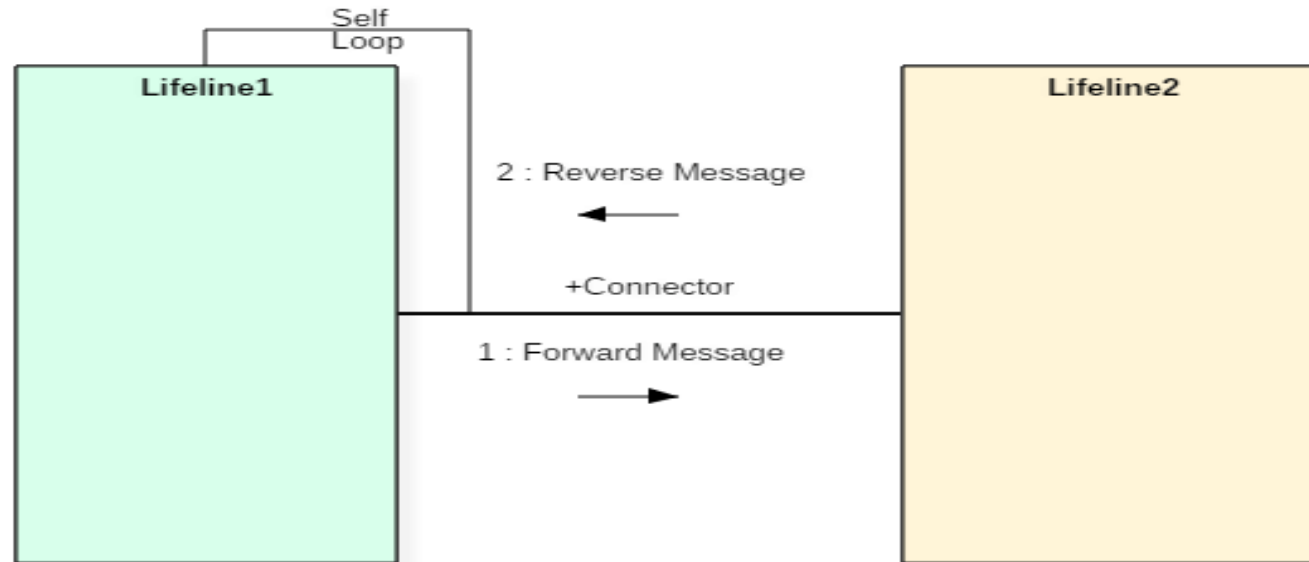 Self
Loop
Lifeline1
Lifeline2
2 : Reverse Message
+Connector
1 : Forward Message